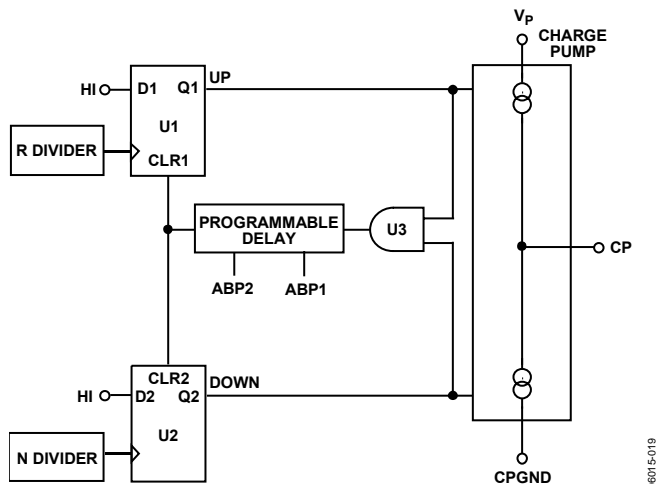 VP
CHARGE
PUMP
HI
D1
Q1
UP
U1
R DIVIDER
CLR1
PROGRAMMABLE
DELAY
U3
CP
ABP2
ABP1
CLR2
DOWN
HI
D2
Q2
U2
N DIVIDER
CPGND
6015-019